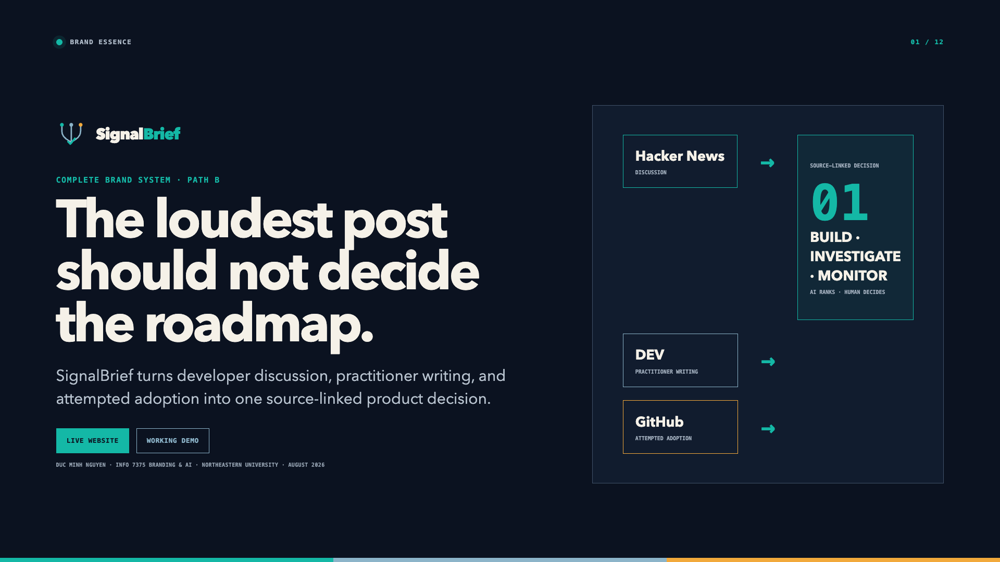 BRAND ESSENCE
01 / 12
SignalBrief
COMPLETE BRAND SYSTEM · PATH B
The loudest post
should not decide
the roadmap.
SignalBrief turns developer discussion, practitioner writing, and
attempted adoption into one source-linked product decision.
LIVE WEBSITE
WORKING DEMO
DUC MINH NGUYEN · INFO 7375 BRANDING & AI · NORTHEASTERN UNIVERSITY · AUGUST 2026
Hacker News
DISCUSSION
→
SOURCE-LINKED DECISION
01
BUILD ·
INVESTIGATE
· MONITOR
AI RANKS · HUMAN DECIDES
DEV
PRACTITIONER WRITING
→
GitHub
ATTEMPTED ADOPTION
→